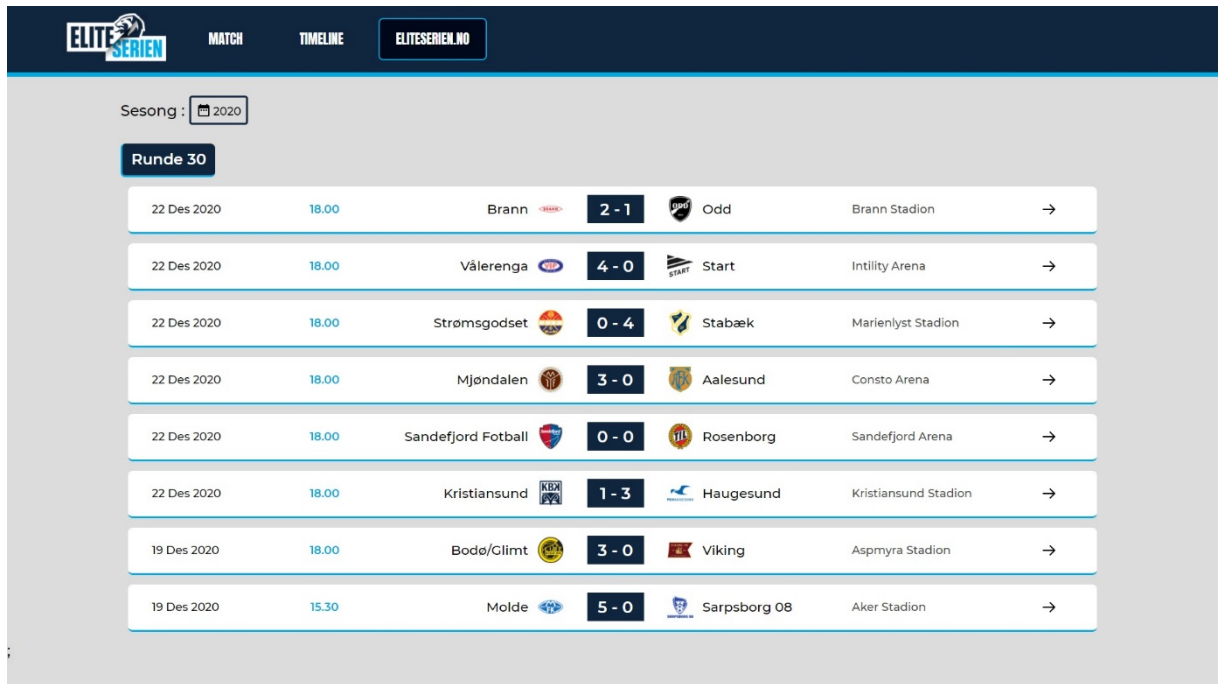 ELITE SERIEN MATCH TIMELINE ELITESERIEN.NO
Sesong : 2020
Runde 30
22 Des 2020 18.00 Brann 2 - 1 Odd Brann Stadion →
22 Des 2020 18.00 Vålerenga 4 - 0 START Start Intility Arena →
22 Des 2020 18.00 Strømsgodset 0 - 4 Stabæk Marienlyst Stadion →
22 Des 2020 18.00 Mjøndalen 3 - 0 Aalesund Consto Arena →
22 Des 2020 18.00 Sandefjord Fotball 0 - 0 TIL Rosenborg Sandefjord Arena →
22 Des 2020 18.00 Kristiansund KBK 1 - 3 Haugesund Kristiansund Stadion →
19 Des 2020 18.00 Bodø/Glimt 3 - 0 Viking Aspmyra Stadion →
19 Des 2020 15.30 Molde 5 - 0 Sarpsborg 08 Aker Stadion →
;